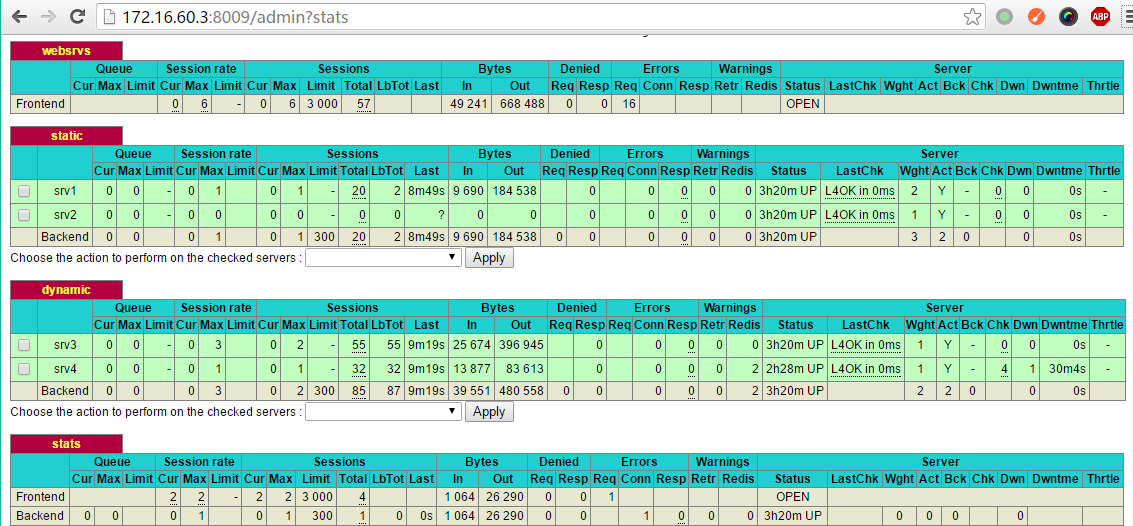 172.16.60.3:8009/admin?stats
ABP
websrvs
Queue Session rate Sessions Bytes Denied Errors Warnings Server
Cur Max Limit Cur Max Limit Cur Max Limit Total LbTot Last In Out Req Resp Req Conn Resp Retr Redis Status LastChk Wght Act Bck Chk Dwn Dwntme Thrtle
Frontend 0 6 - 0 6 3 000 57 49 241 668 488 0 0 16 OPEN
static
Queue Session rate Sessions Bytes Denied Errors Warnings Server
Cur Max Limit Cur Max Limit Cur Max Limit Total LbTot Last In Out Req Resp Req Conn Resp Retr Redis Status LastChk Wght Act Bck Chk Dwn Dwntme Thrtle
srv1 0 0 - 0 1 0 1 - 20 2 8m49s 9 690 184 538 0 0 0 0 0 3h20m UP L4OK in 0ms 2 Y - 0 0 0s -
srv2 0 0 - 0 0 0 0 - 0 0 ? 0 0 0 0 0 0 0 3h20m UP L4OK in 0ms 1 Y - 0 0 0s -
Backend 0 0 0 1 0 1 300 20 2 8m49s 9 690 184 538 0 0 0 0 0 0 3h20m UP 3 2 0 0 0s
Choose the action to perform on the checked servers : Apply
dynamic
Queue Session rate Sessions Bytes Denied Errors Warnings Server
Cur Max Limit Cur Max Limit Cur Max Limit Total LbTot Last In Out Req Resp Req Conn Resp Retr Redis Status LastChk Wght Act Bck Chk Dwn Dwntme Thrtle
srv3 0 0 - 0 3 0 2 - 55 55 9m19s 25 674 396 945 0 0 0 0 0 3h20m UP L4OK in 0ms 1 Y - 0 0 0s -
srv4 0 0 - 0 1 0 1 - 32 32 9m19s 13 877 83 613 0 0 0 0 2 2h28m UP L4OK in 0ms 1 Y - 4 1 30m4s -
Backend 0 0 0 3 0 2 300 85 87 9m19s 39 551 480 558 0 0 0 0 0 2 3h20m UP 2 2 0 0 0s
Choose the action to perform on the checked servers : Apply
stats
Queue Session rate Sessions Bytes Denied Errors Warnings Server
Cur Max Limit Cur Max Limit Cur Max Limit Total LbTot Last In Out Req Resp Req Conn Resp Retr Redis Status LastChk Wght Act Bck Chk Dwn Dwntme Thrtle
Frontend 2 2 - 2 2 3 000 4 1 064 26 290 0 0 1 OPEN
Backend 0 0 0 1 0 1 300 1 0 0s 1 064 26 290 0 0 1 0 0 0 3h20m UP 0 0 0 0